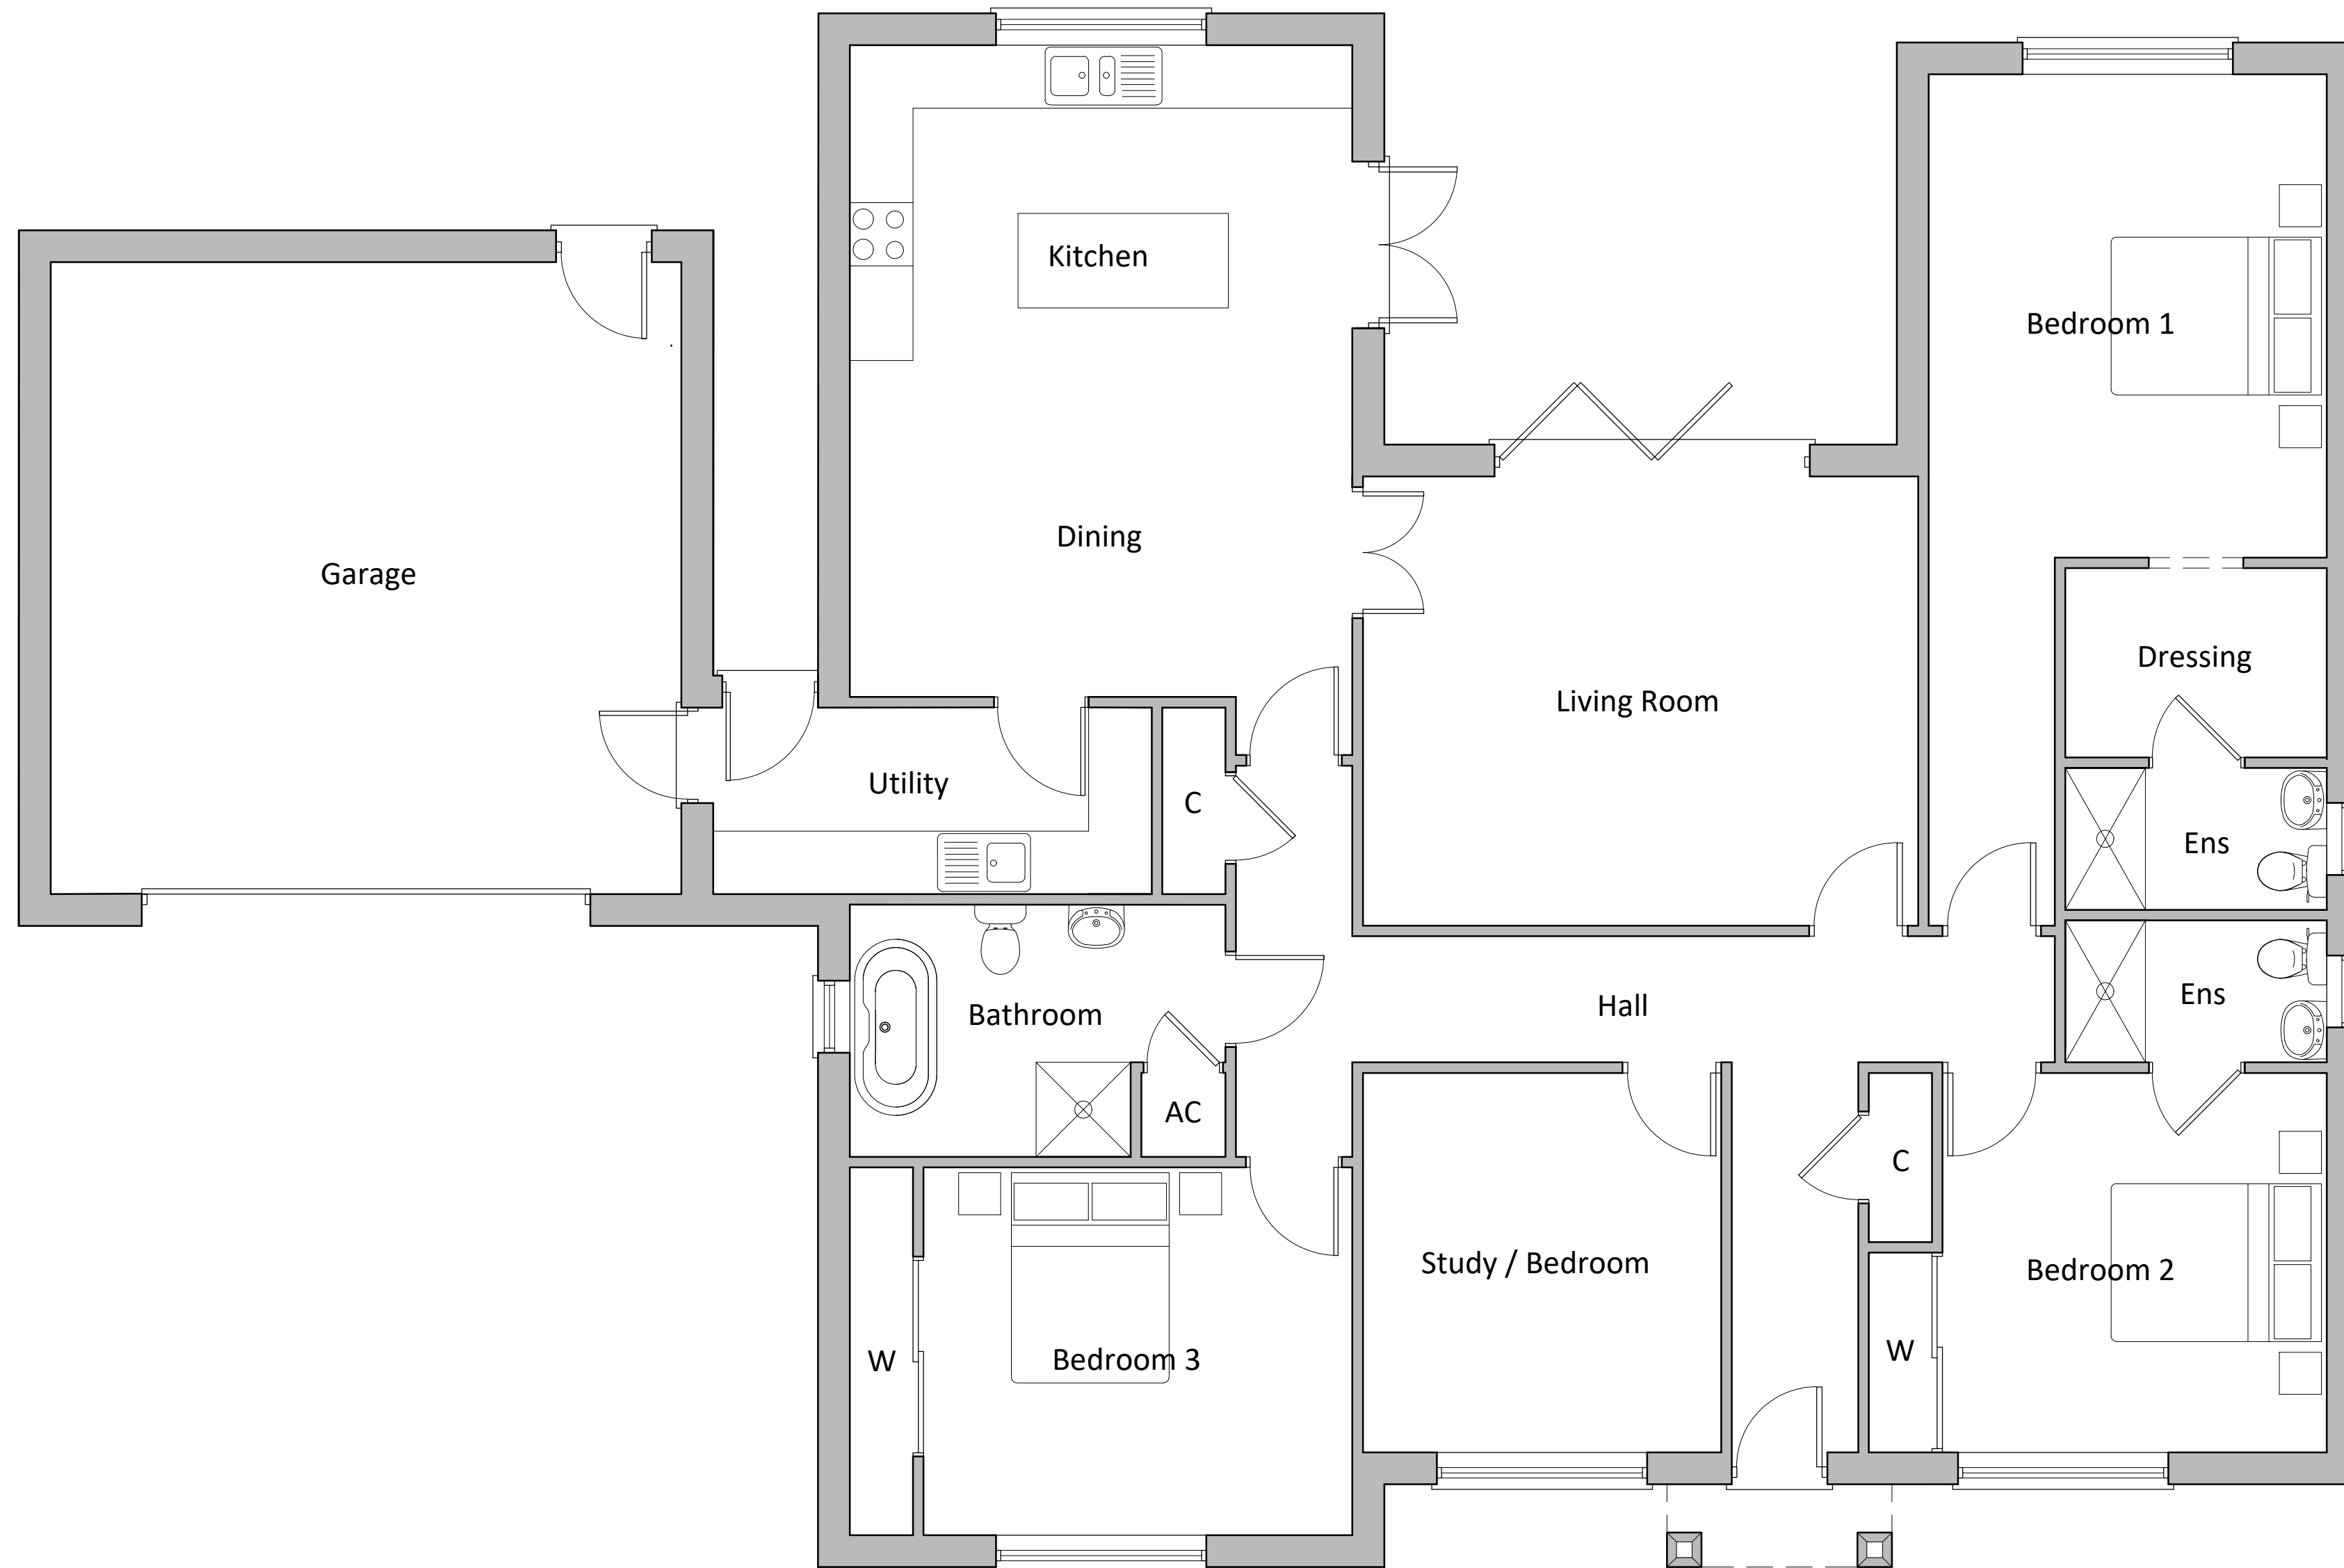 Kitchen
Bedroom 1
Dining
Garage
Dressing
Living Room
Utility
C
Ens
Ens
Hall
Bathroom
AC
C
Study / Bedroom
Bedroom 2
W
W
Bedroom 3